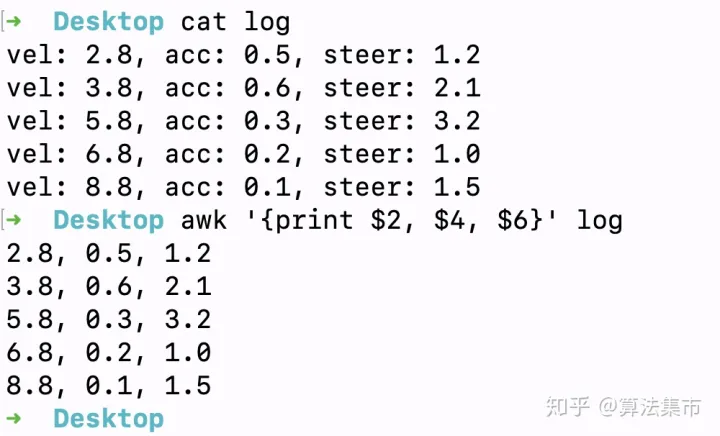 ➜ Desktop cat log
vel: 2.8, acc: 0.5, steer: 1.2
vel: 3.8, acc: 0.6, steer: 2.1
vel: 5.8, acc: 0.3, steer: 3.2
vel: 6.8, acc: 0.2, steer: 1.0
vel: 8.8, acc: 0.1, steer: 1.5
➜ Desktop awk '{print $2, $4, $6}' log
2.8, 0.5, 1.2
3.8, 0.6, 2.1
5.8, 0.3, 3.2
6.8, 0.2, 1.0
8.8, 0.1, 1.5
➜ Desktop
知乎 @算法集市